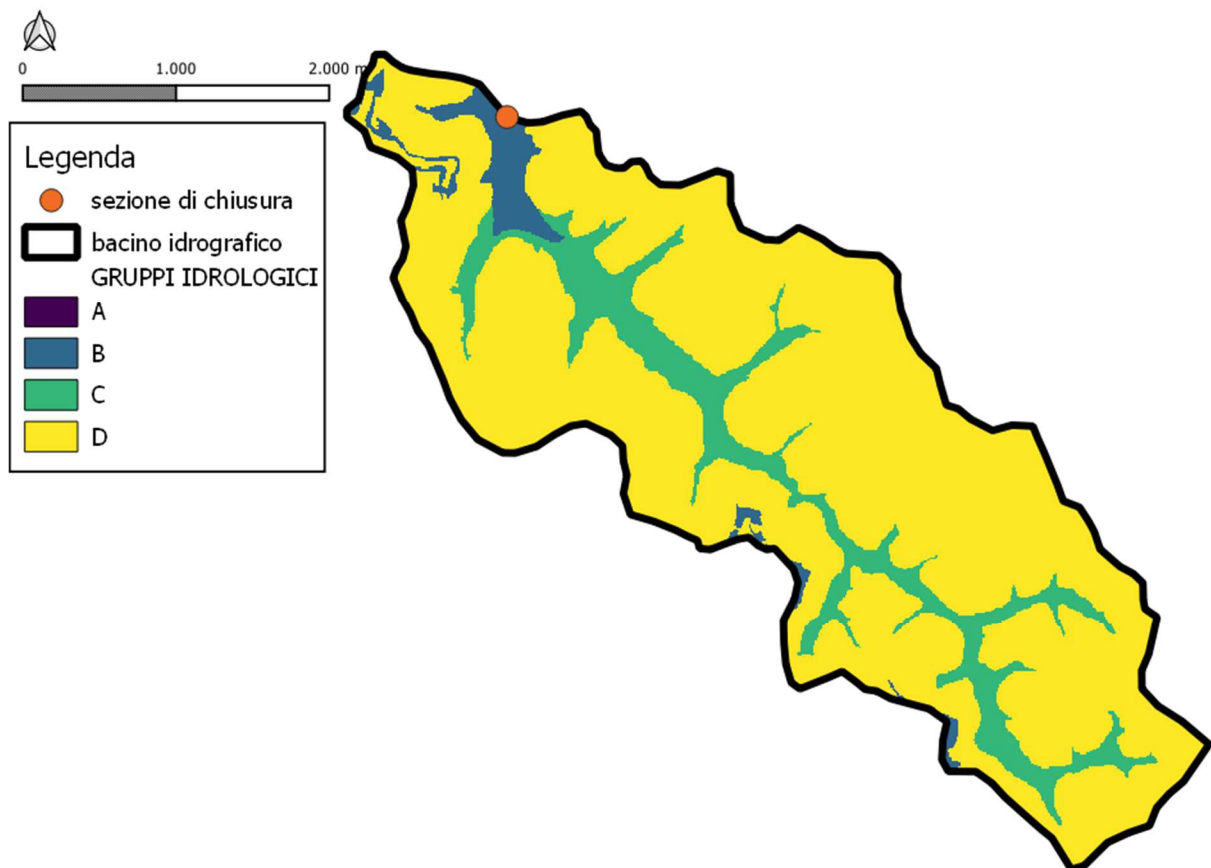 0 1.000 2.000 m
Legenda
sezione di chiusura
bacino idrografico
GRUPPI IDROLOGICI
A
B
C
D